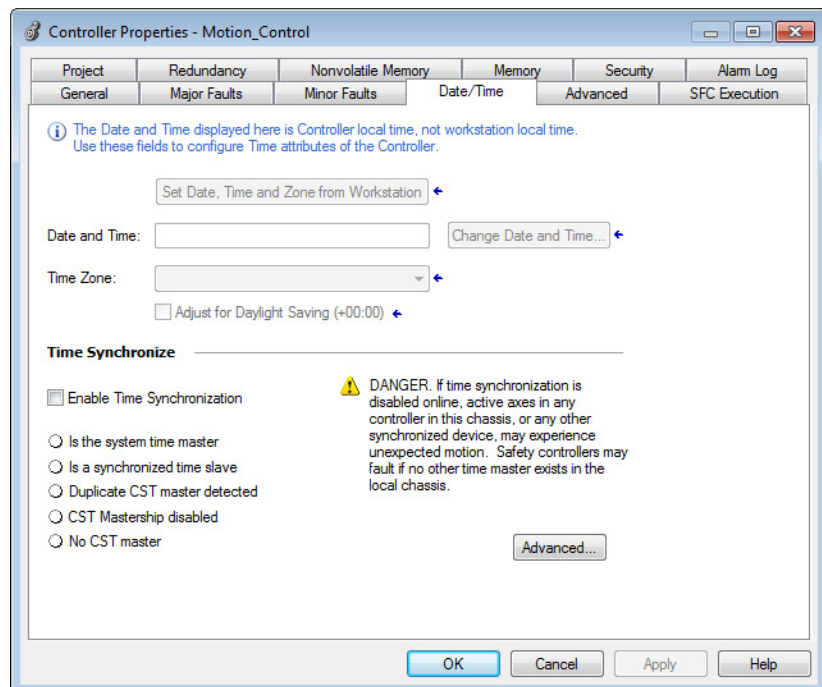 Controller Properties - Motion_Control
Project Redundancy Nonvolatile Memory Memory Security Alarm Log
General Major Faults Minor Faults Date/Time Advanced SFC Execution
The Date and Time displayed here is Controller local time, not workstation local time.
Use these fields to configure Time attributes of the Controller.
Set Date, Time and Zone from Workstation
Date and Time: Change Date and Time...
Time Zone:
Adjust for Daylight Saving (+00:00)
Time Synchronize
Enable Time Synchronization
Is the system time master
Is a synchronized time slave
Duplicate CST master detected
CST Mastership disabled
No CST master
DANGER. If time synchronization is
disabled online, active axes in any
controller in this chassis, or any other
synchronized device, may experience
unexpected motion. Safety controllers may
fault if no other time master exists in the
local chassis.
Advanced...
OK Cancel Apply Help